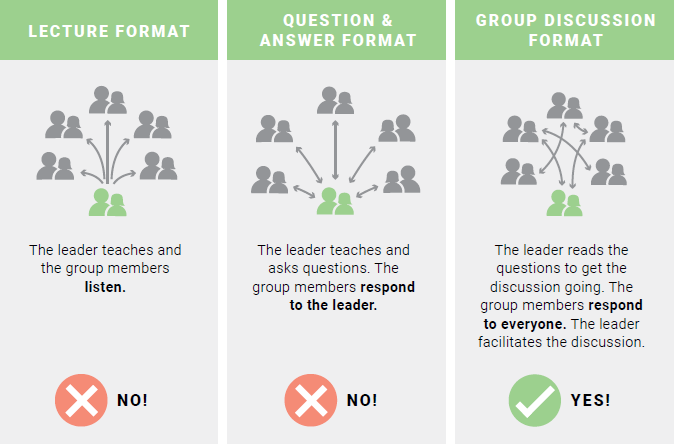 LECTURE FORMAT
The leader teaches and
the group members
listen.
NO!
QUESTION &
ANSWER FORMAT
The leader teaches and
asks questions. The
group members respond
to the leader.
NO!
GROUP DISCUSSION
FORMAT
The leader reads the
questions to get the
discussion going. The
group members respond
to everyone. The leader
facilitates the discussion.
YES!